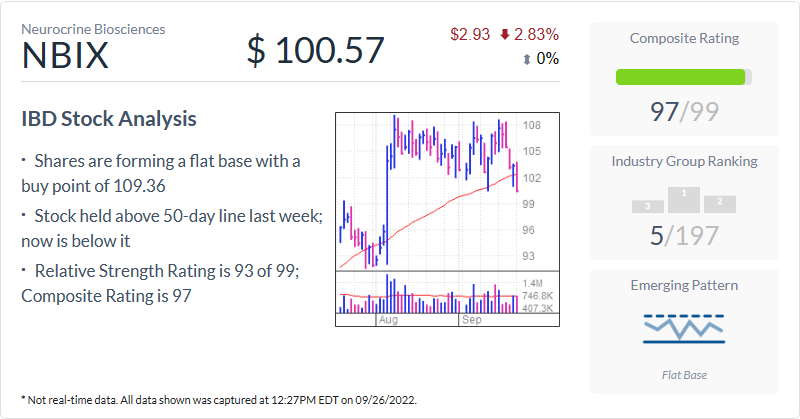 Neurocrine Biosciences
NBIX
$ 100.57
$2.93 2.83%
0%
IBD Stock Analysis
· Shares are forming a flat base with a
buy point of 109.36
· Stock held above 50-day line last week;
now is below it
· Relative Strength Rating is 93 of 99;
Composite Rating is 97
108
105
102
99
96
93
1.4M
746.8K
407.3K
Aug
Sep
Composite Rating
97/99
Industry Group Ranking
3 1 2
5/197
Emerging Pattern
Flat Base
* Not real-time data. All data shown was captured at 12:27PM EDT on 09/26/2022.